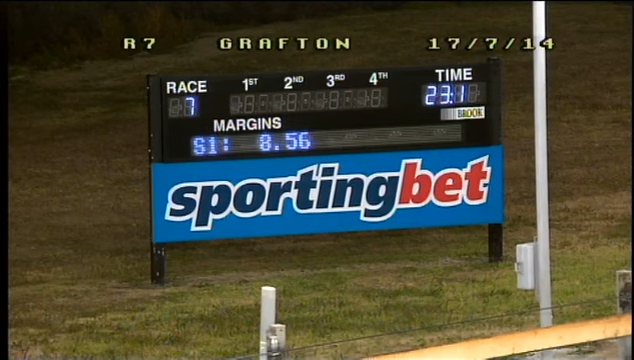 R7 GRAFTON 17/7/14
RACE 1ST 2ND 3RD 4TH TIME
7 23.1
BROOK
MARGINS
S1: 8.56
sportingbet